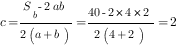 c = (S_b - 2ab) / (2(a + b)) = (40 - 2 × 4 × 2) / (2(4 + 2)) = 2